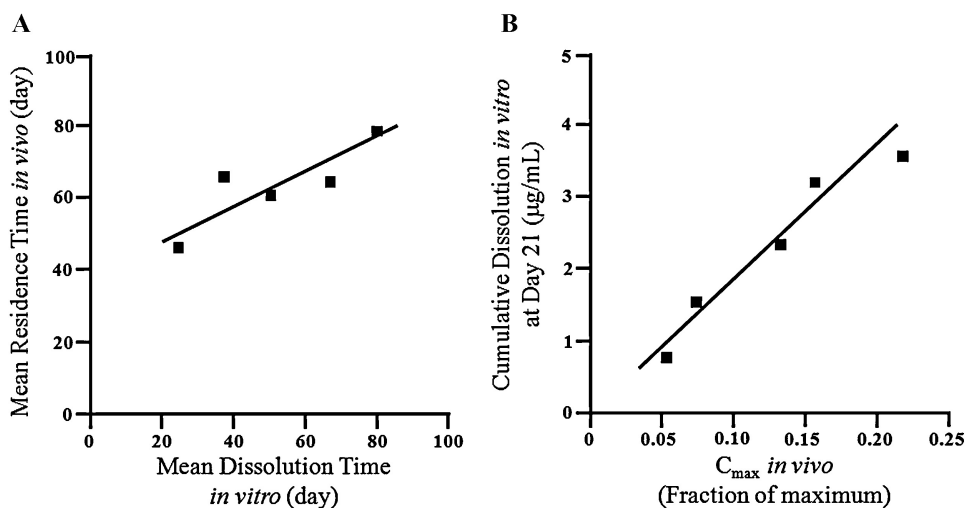 A
100
80
60
40
20
0
Mean Residence Time in vivo (day)
0 20 40 60 80 100
Mean Dissolution Time
in vitro (day)
B
5
4
3
2
1
0
Cumulative Dissolution in vitro
at Day 21 (µg/mL)
0 0.05 0.10 0.15 0.20 0.25
Cmax in vivo
(Fraction of maximum)